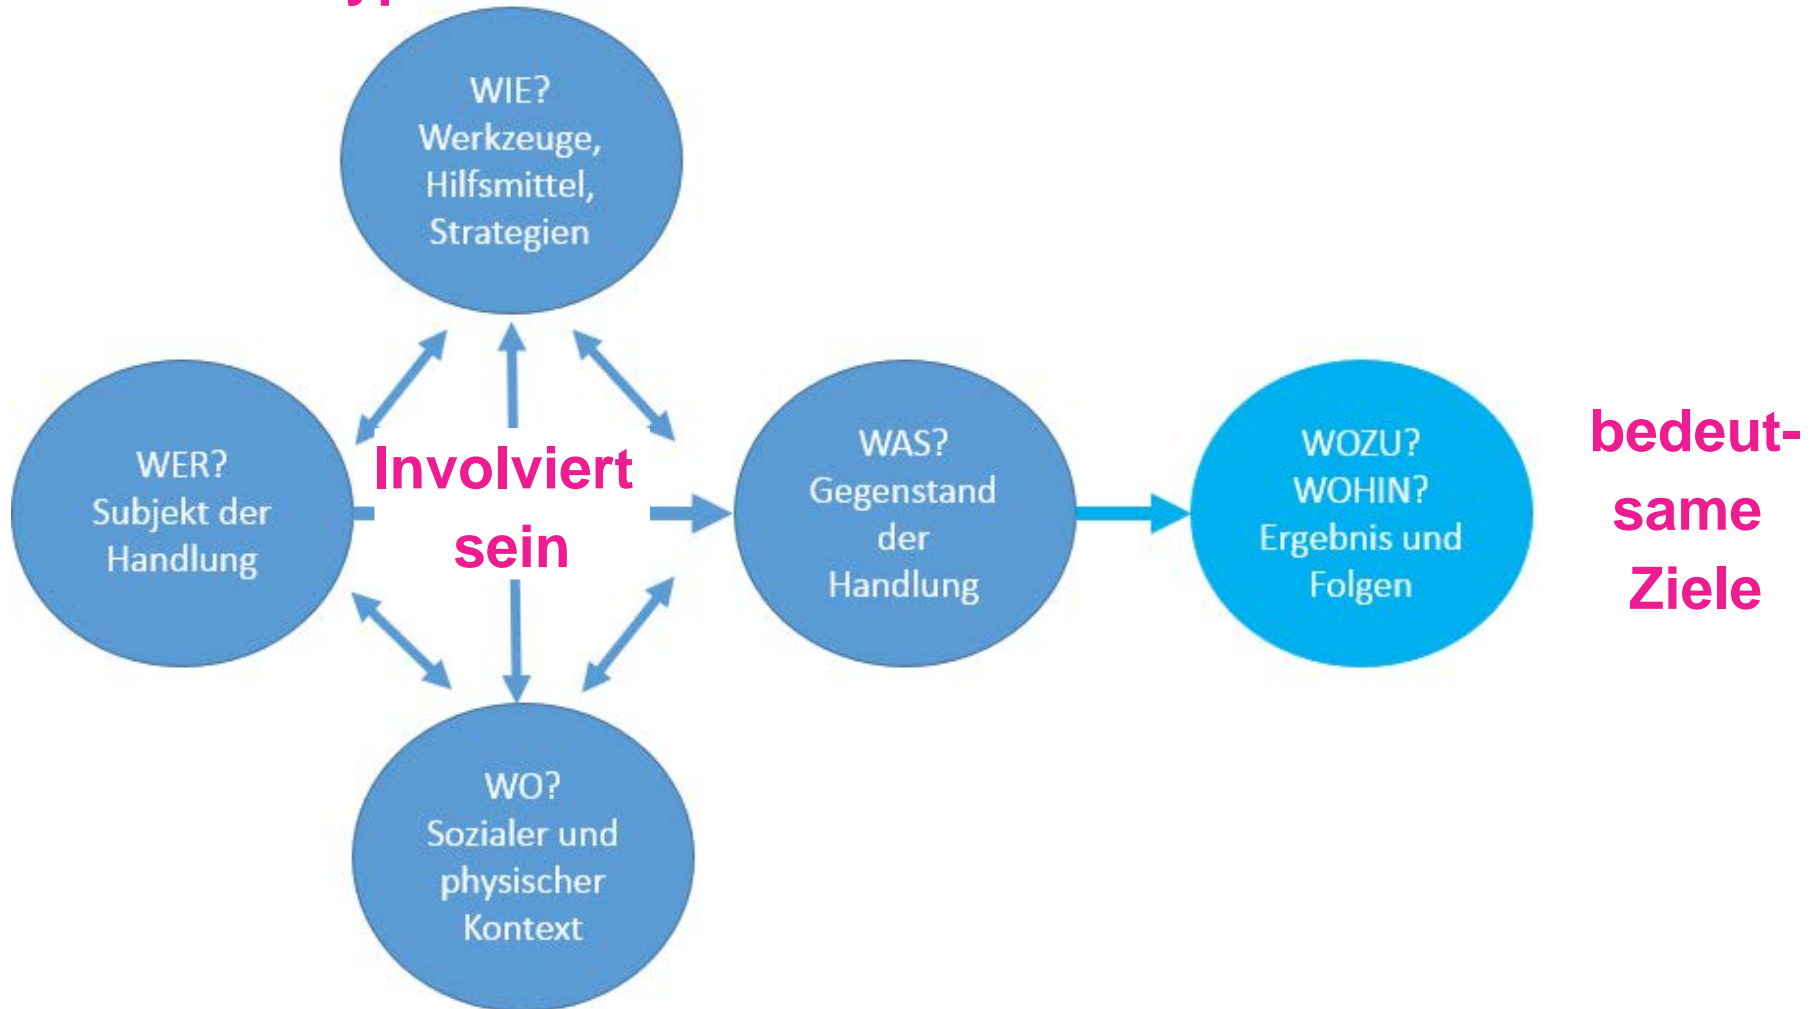 WIE?
Werkzeuge,
Hilfsmittel,
Strategien
WER?
Subjekt der
Handlung
Involviert
sein
WAS?
Gegenstand
der
Handlung
WOZU?
WOHIN?
Ergebnis und
Folgen
bedeut-
same
Ziele
WO?
Sozialer und
physischer
Kontext